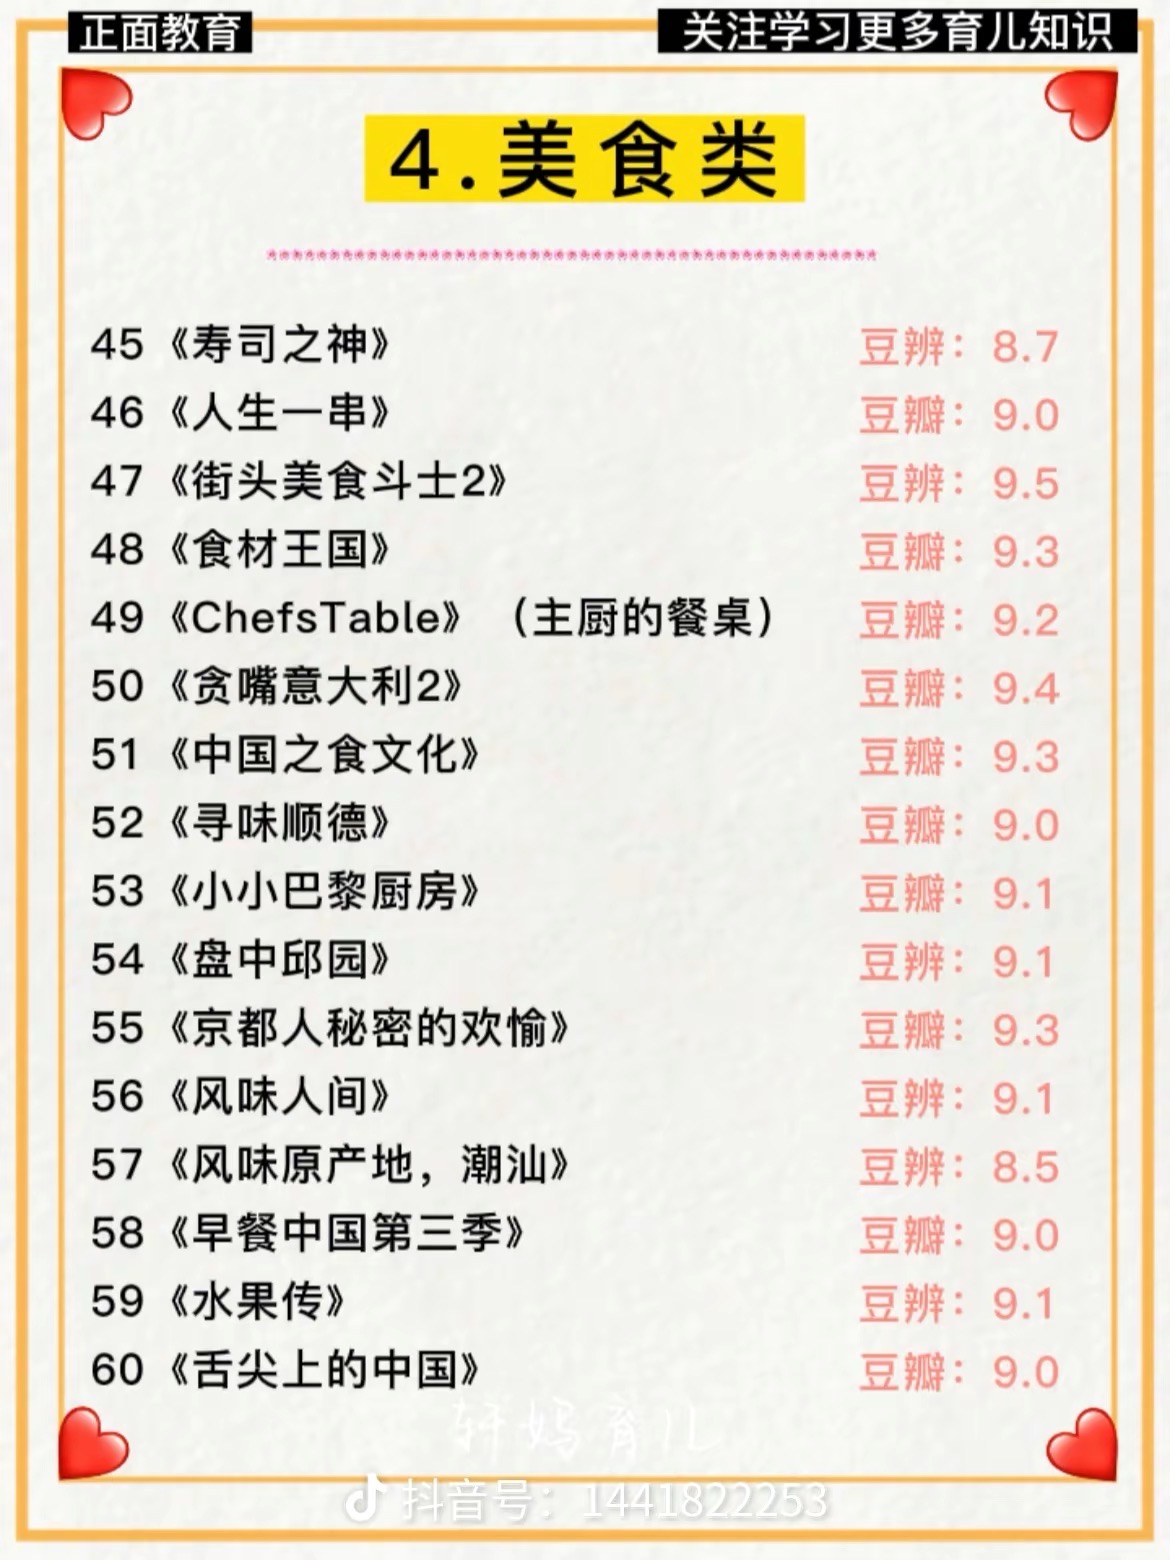 正面教育
关注学习更多育儿知识
4.美食类
45《寿司之神》 豆辨：8.7
46《人生一串》 豆瓣：9.0
47《街头美食斗士2》 豆辨：9.5
48《食材王国》 豆瓣：9.3
49《ChefsTable》（主厨的餐桌） 豆辨：9.2
50《贪嘴意大利2》 豆瓣：9.4
51《中国之食文化》 豆瓣：9.3
52《寻味顺德》 豆瓣：9.0
53《小小巴黎厨房》 豆瓣：9.1
54《盘中邱园》 豆辨：9.1
55《京都人秘密的欢愉》 豆瓣：9.3
56《风味人间》 豆辨：9.1
57《风味原产地，潮汕》 豆辨：8.5
58《早餐中国第三季》 豆瓣：9.0
59《水果传》 豆辨：9.1
60《舌尖上的中国》 豆瓣：9.0
轩妈育儿
抖音号：1441822253